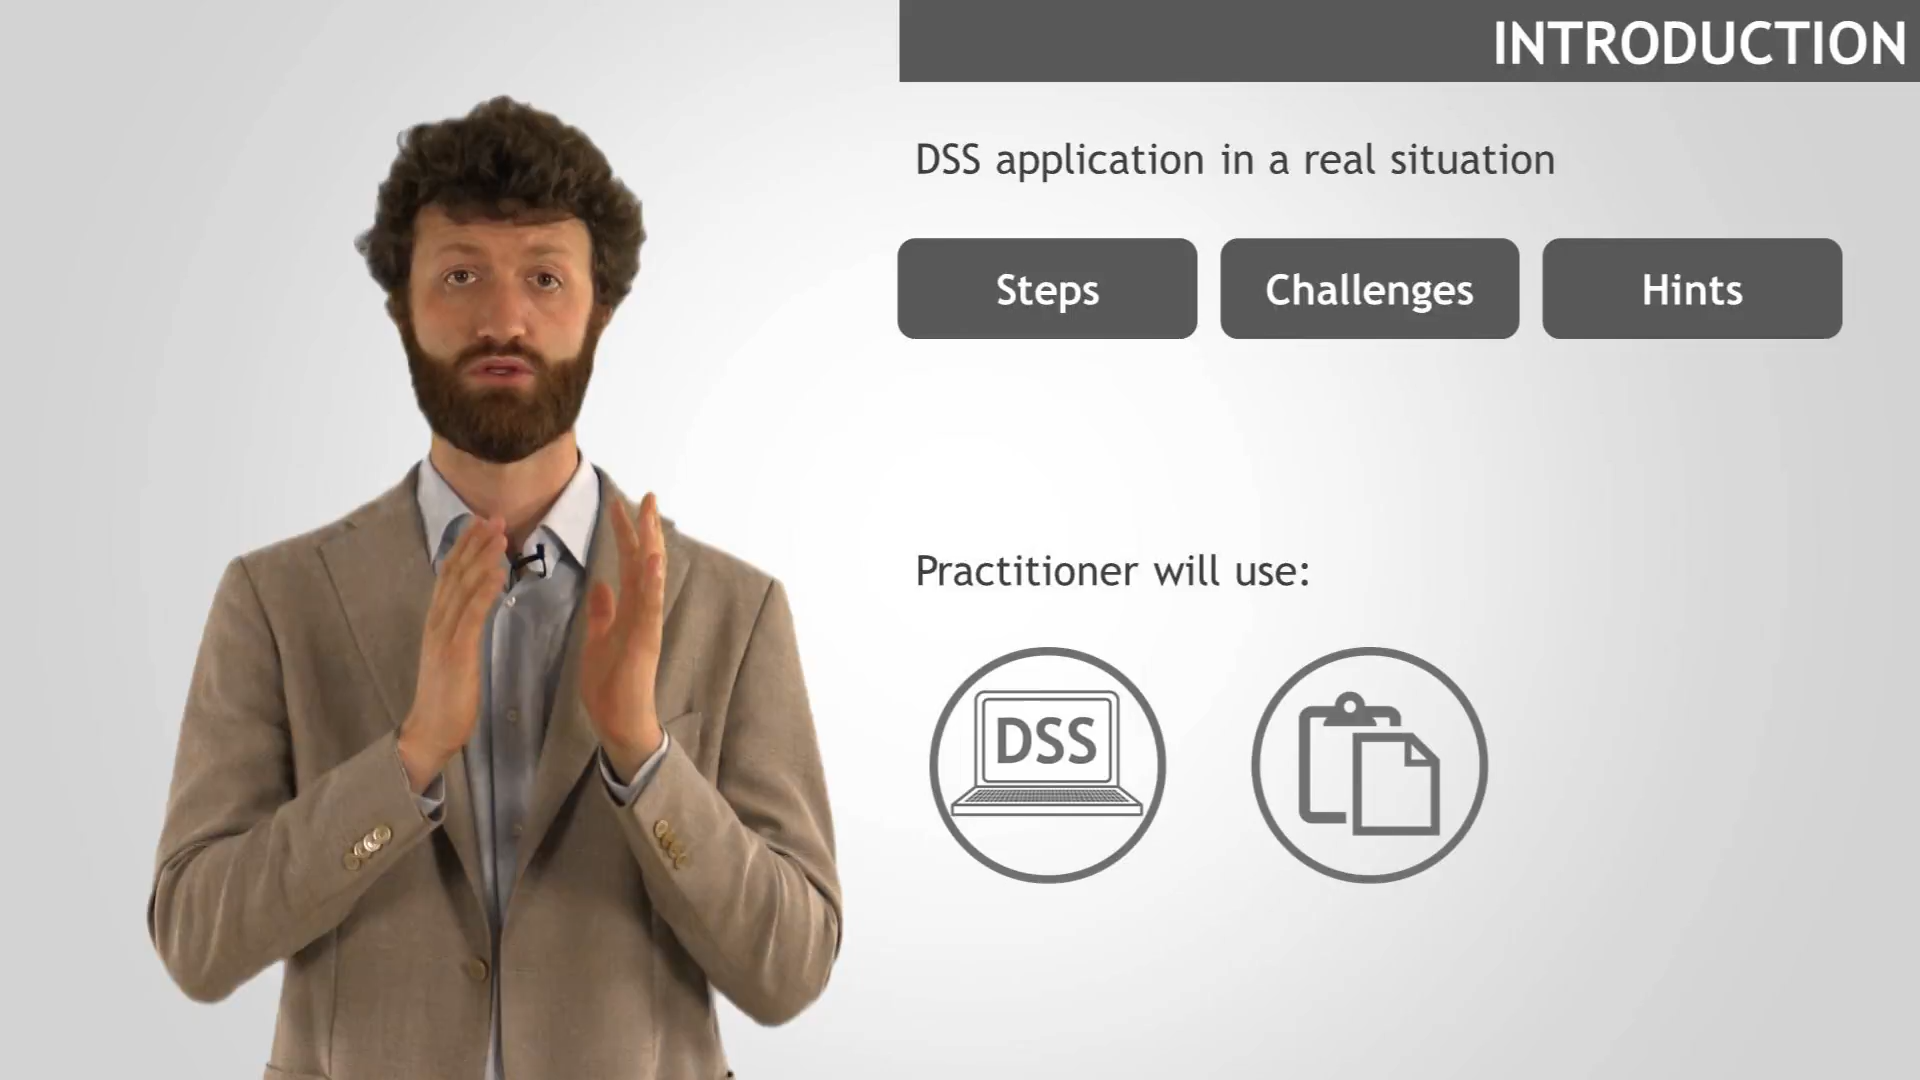 INTRODUCTION
DSS application in a real situation
Steps
Challenges
Hints
Practitioner will use:
DSS